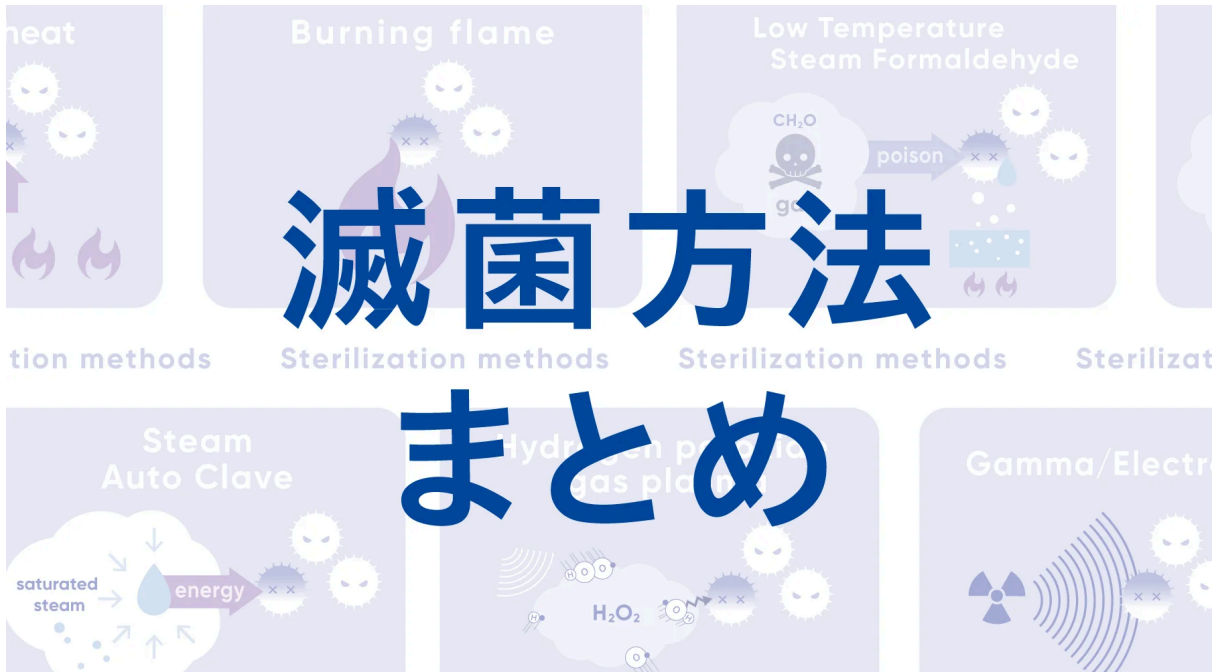 Burning flame
Low Temperature
Steam Formaldehyde
CH₂O
poison
滅菌方法
tion methods
Sterilization methods
Sterilization methods
Sterilizat
まとめ
Steam
Auto Clave
saturated
steam
energy
H O O
H₂O₂
H
O H
O
Gamma/Electr